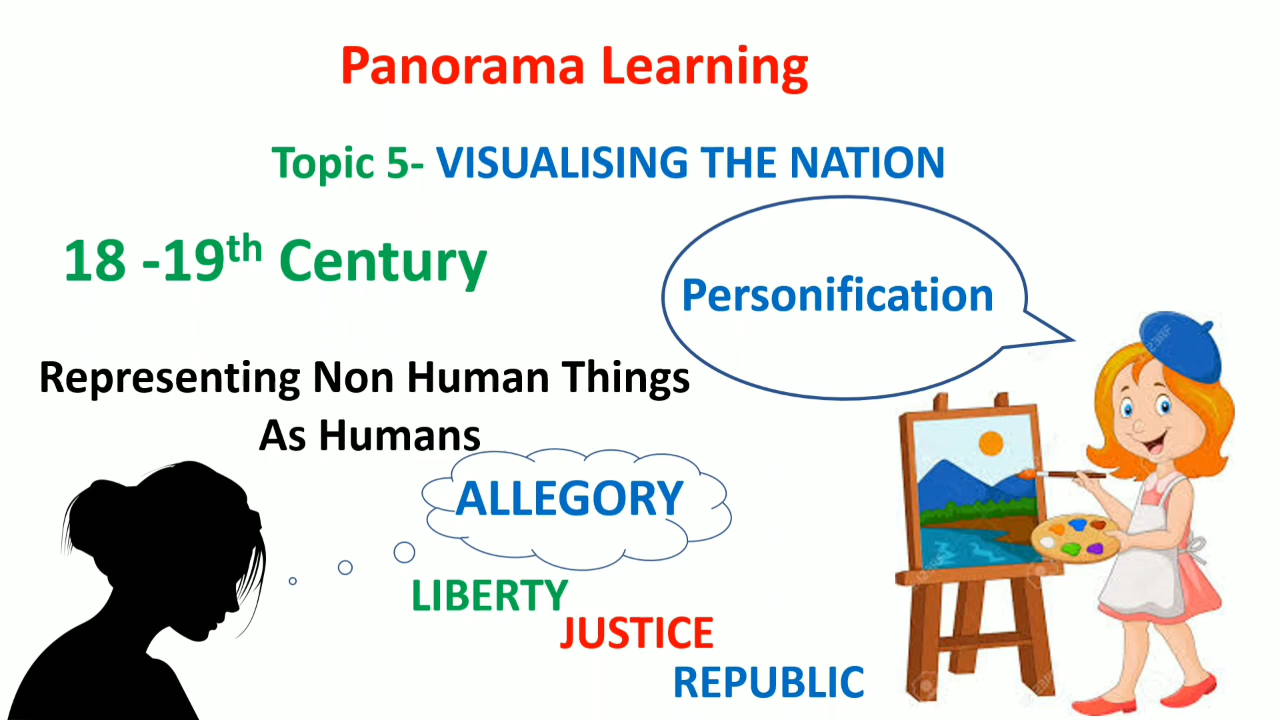 Panorama Learning
Topic 5- VISUALISING THE NATION
18 -19th Century
Personification
Representing Non Human Things
As Humans
ALLEGORY
LIBERTY
JUSTICE
REPUBLIC